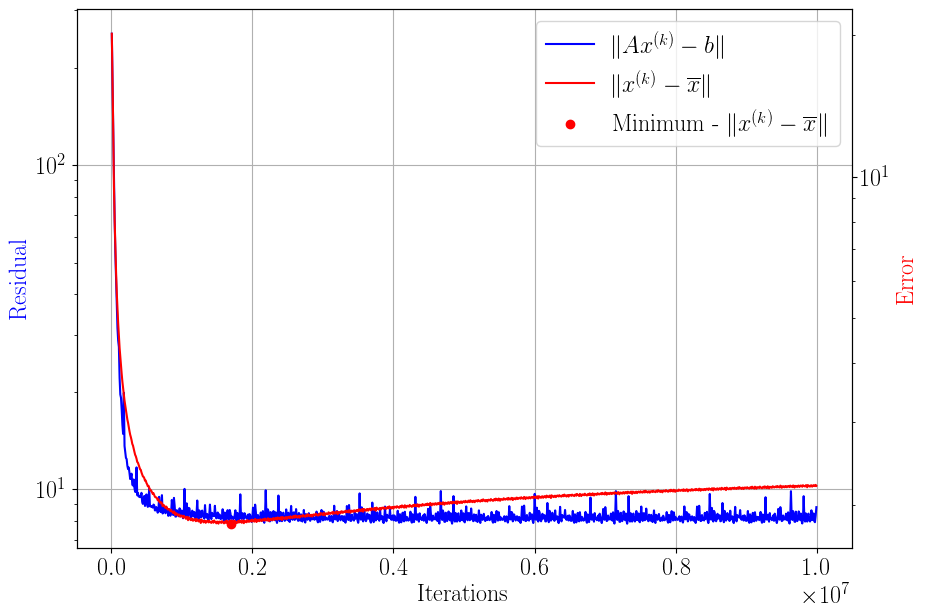 ‖Ax^{(k)} − b‖
‖x^{(k)} − x̅‖
Minimum - ‖x^{(k)} − x̅‖
10^2
10^1
10^1
Residual
Error
0.0 0.2 0.4 0.6 0.8 1.0
Iterations
×10^7